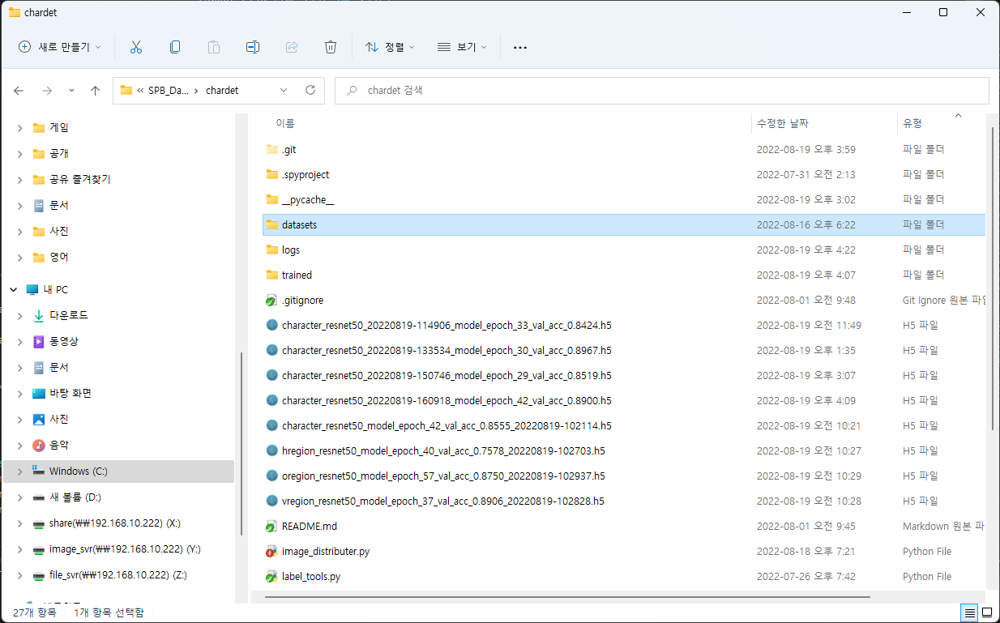 chardet
새로 만들기
정렬
보기
« SPB_Da... › chardet
chardet 검색
게임
공개
공유 즐겨찾기
문서
사진
영어
내 PC
다운로드
동영상
문서
바탕 화면
사진
음악
Windows (C:)
새 볼륨 (D:)
share(₩₩192.168.10.222) (X:)
image_svr(₩₩192.168.10.222) (Y:)
file_svr(₩₩192.168.10.222) (Z:)
이름 수정한 날짜 유형
.git 2022-08-19 오후 3:59 파일 폴더
.spyproject 2022-07-31 오전 2:13 파일 폴더
__pycache__ 2022-08-19 오후 3:02 파일 폴더
datasets 2022-08-16 오후 6:22 파일 폴더
logs 2022-08-19 오후 4:22 파일 폴더
trained 2022-08-19 오후 4:07 파일 폴더
.gitignore 2022-08-01 오전 9:48 Git Ignore 원본 파일
character_resnet50_20220819-114906_model_epoch_33_val_acc_0.8424.h5 2022-08-19 오전 11:49 H5 파일
character_resnet50_20220819-133534_model_epoch_30_val_acc_0.8967.h5 2022-08-19 오후 1:35 H5 파일
character_resnet50_20220819-150746_model_epoch_29_val_acc_0.8519.h5 2022-08-19 오후 3:07 H5 파일
character_resnet50_20220819-160918_model_epoch_42_val_acc_0.8900.h5 2022-08-19 오후 4:09 H5 파일
character_resnet50_model_epoch_42_val_acc_0.8555_20220819-102114.h5 2022-08-19 오전 10:21 H5 파일
hregion_resnet50_model_epoch_40_val_acc_0.7578_20220819-102703.h5 2022-08-19 오전 10:27 H5 파일
oregion_resnet50_model_epoch_57_val_acc_0.8750_20220819-102937.h5 2022-08-19 오전 10:29 H5 파일
vregion_resnet50_model_epoch_37_val_acc_0.8906_20220819-102828.h5 2022-08-19 오전 10:28 H5 파일
README.md 2022-08-01 오전 9:45 Markdown 원본 파
image_distributer.py 2022-08-18 오후 7:21 Python File
label_tools.py 2022-07-26 오후 7:42 Python File
27개 항목 1개 항목 선택함